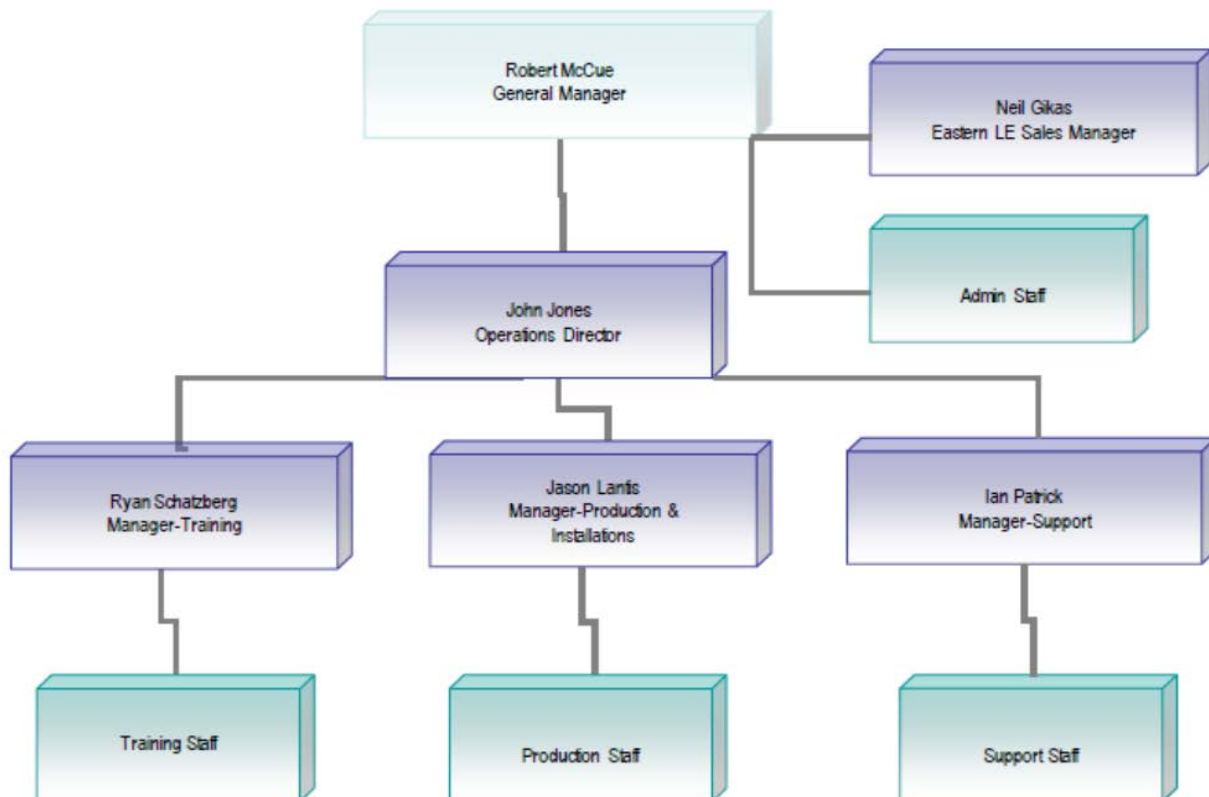 Robert McCue
General Manager
Neil Gikas
Eastern LE Sales Manager
Admin Staff
John Jones
Operations Director
Ryan Schatzberg
Manager-Training
Jason Lantis
Manager-Production &
Installations
Ian Patrick
Manager-Support
Training Staff
Production Staff
Support Staff